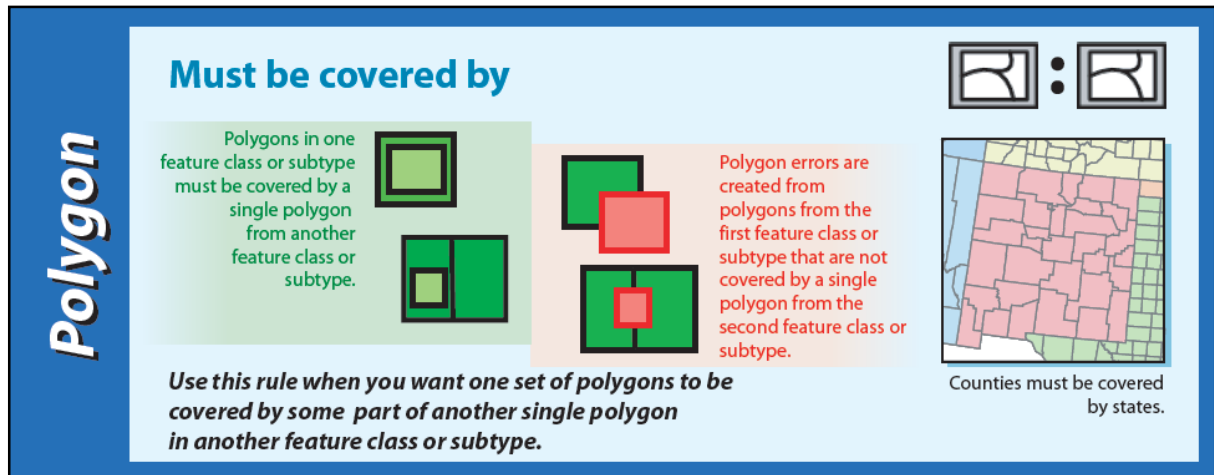 Polygon
Must be covered by
Polygons in one
feature class or subtype
must be covered by a
single polygon
from another
feature class or
subtype.
Polygon errors are
created from
polygons from the
first feature class or
subtype that are not
covered by a single
polygon from the
second feature class or
subtype.
Counties must be covered
by states.
Use this rule when you want one set of polygons to be
covered by some part of another single polygon
in another feature class or subtype.